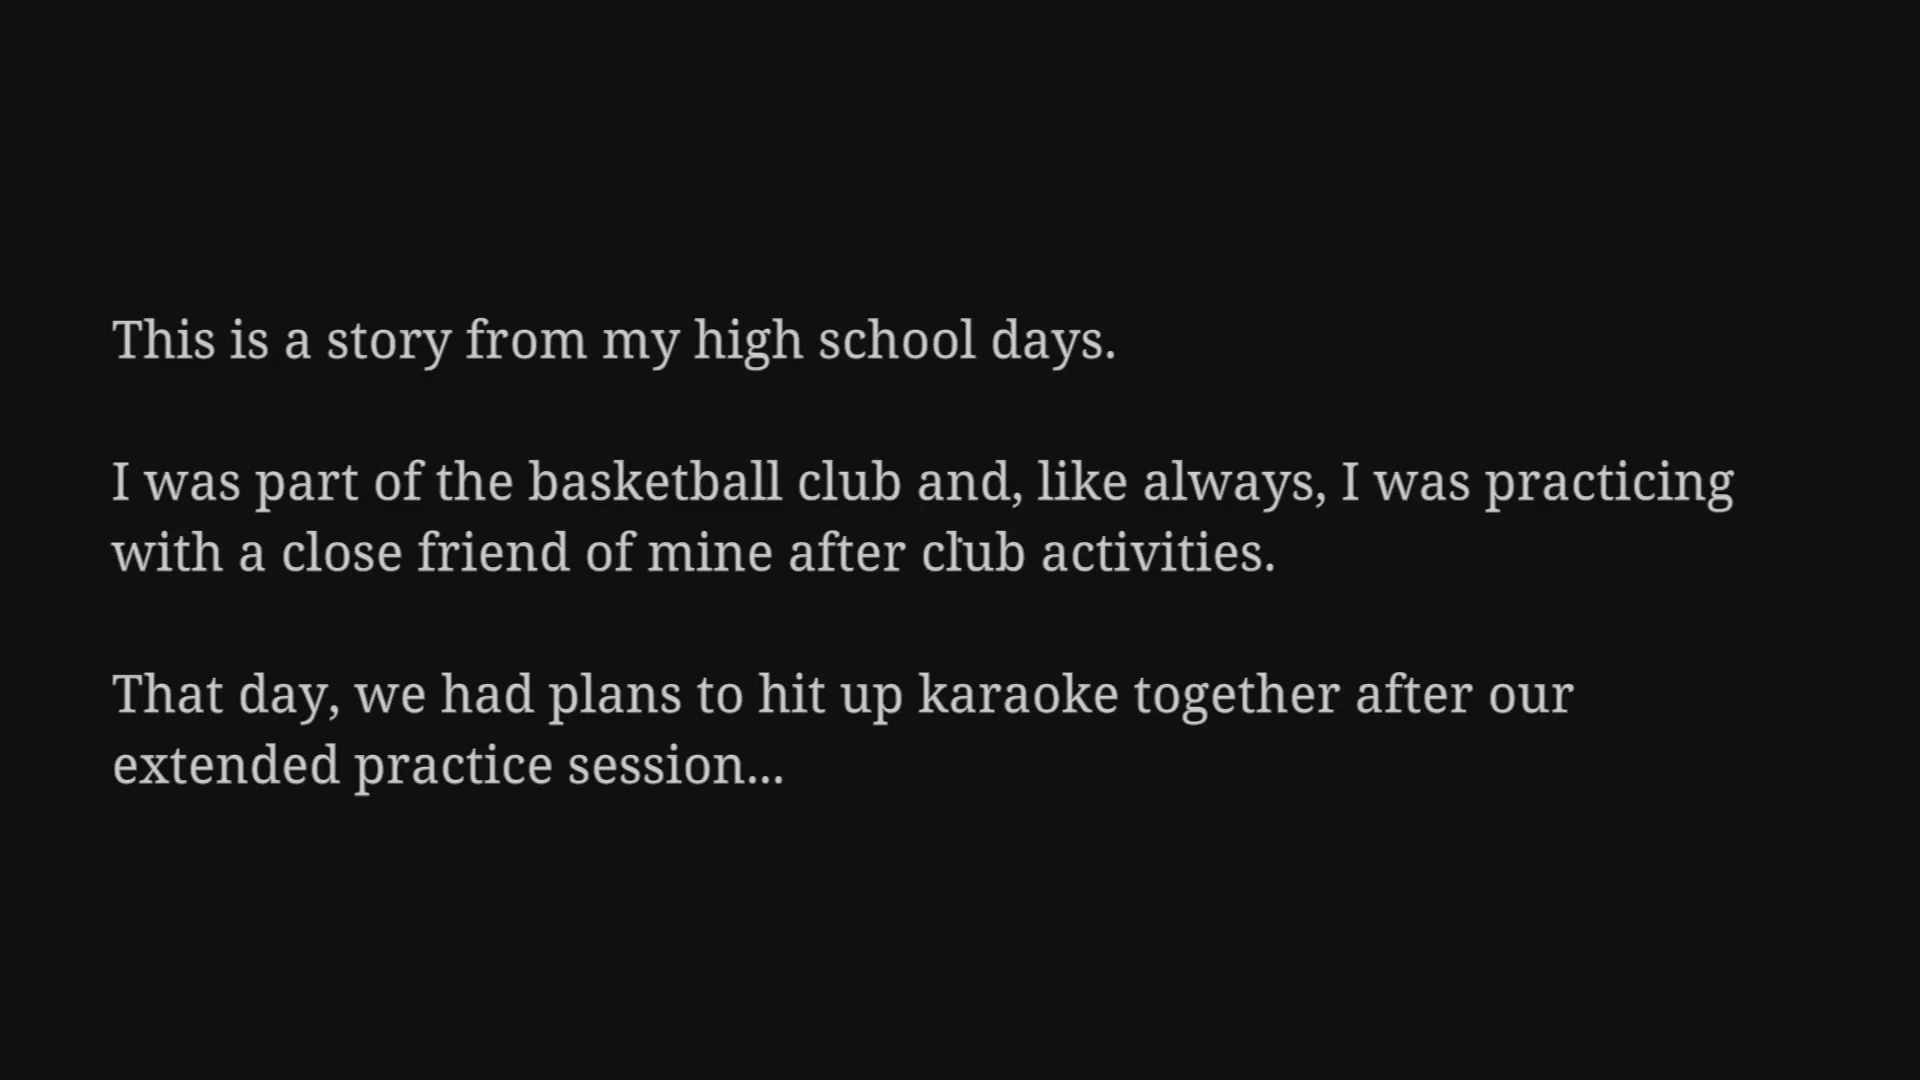 This is a story from my high school days.
I was part of the basketball club and, like always, I was practicing
with a close friend of mine after club activities.
That day, we had plans to hit up karaoke together after our
extended practice session...